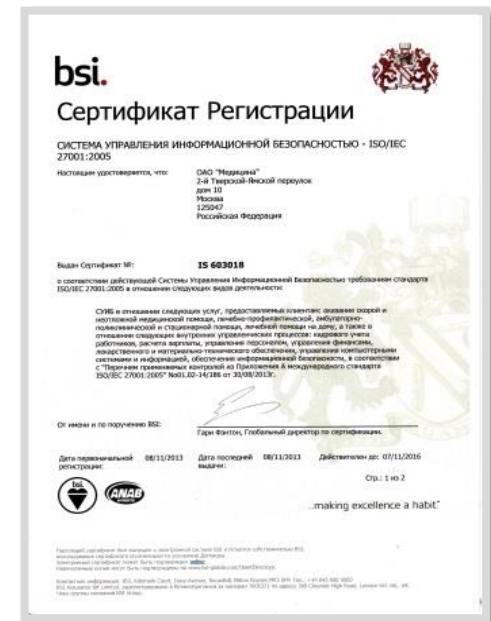 bsi.
Сертификат Регистрации
СИСТЕМА УПРАВЛЕНИЯ ИНФОРМАЦИОННОЙ БЕЗОПАСНОСТЬЮ - ISO/IEC
27001:2005
Настоящим удостоверяется, что:
ОАО "Медицина"
2-й Тверской-Ямской переулок
дом 10
Москва
125047
Российская Федерация
Выдан Сертификат №:
IS 603018
о соответствии действующей Системы Управления Информационной Безопасностью требованиям стандарта
ISO/IEC 27001:2005 в отношении следующих видов деятельности:
СУИБ в отношении следующих услуг, предоставляемых клиентам: оказание скорой и
неотложной медицинской помощи, лечебно-профилактической, амбулаторно-
поликлинической и стационарной помощи, лечебной помощи на дому, а также в
отношении следующих внутренних управленческих процессов: кадрового учета
работников, расчета зарплаты, управления персоналом, управления финансами,
лекарственного и материально-технического обеспечения, управления компьютерными
системами и информацией, обеспечения информационной безопасности, в соответствии
с "Перечнем применяемых контролей из Приложения А международного стандарта
ISO/IEC 27001:2005" №01.02-14/186 от 30/08/2013г.
От имени и по поручению BSI:
Гари Фэнтон, Глобальный директор по сертификации.
Дата первоначальной регистрации: 08/11/2013
Дата последней выдачи: 08/11/2013
Действителен до: 07/11/2016
Стр.: 1 из 2
bsi
ANAB
...making excellence a habit.™